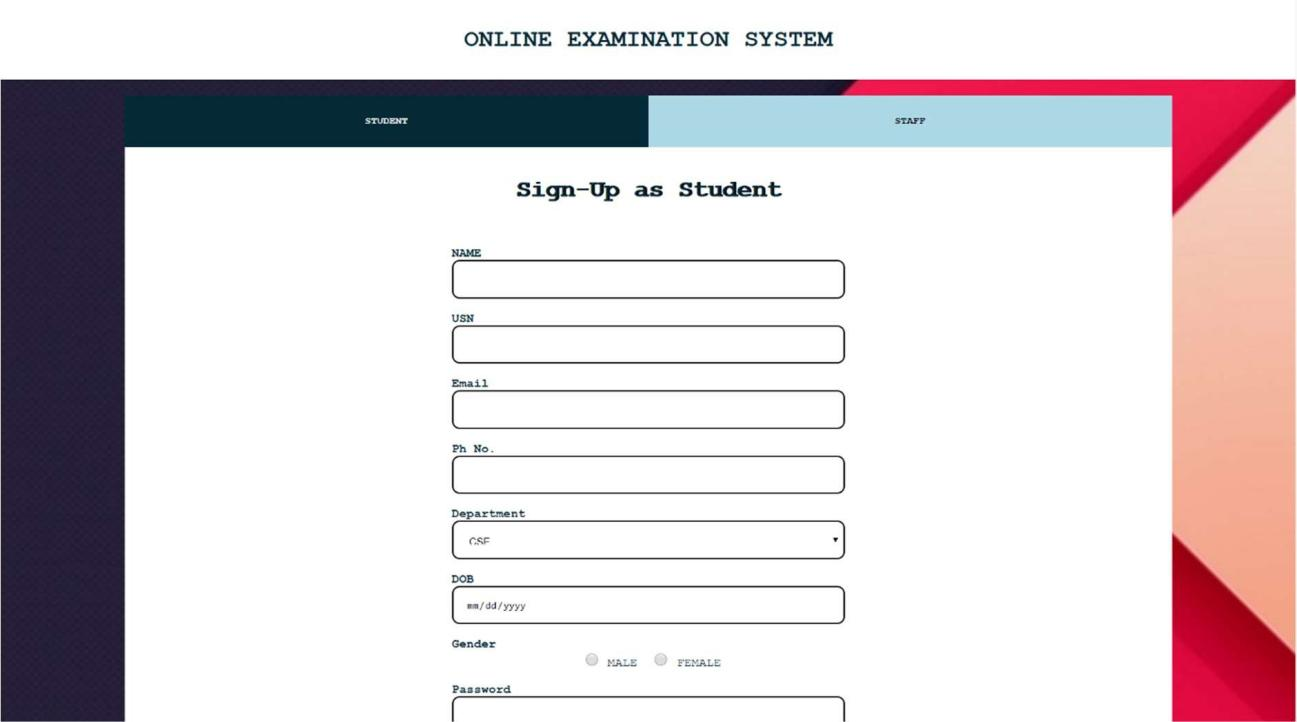 ONLINE EXAMINATION SYSTEM
STUDENT STAFF
Sign-Up as Student
NAME
USN
Email
Ph No.
Department
CSE
DOB
mm/dd/yyyy
Gender
MALE FEMALE
Password